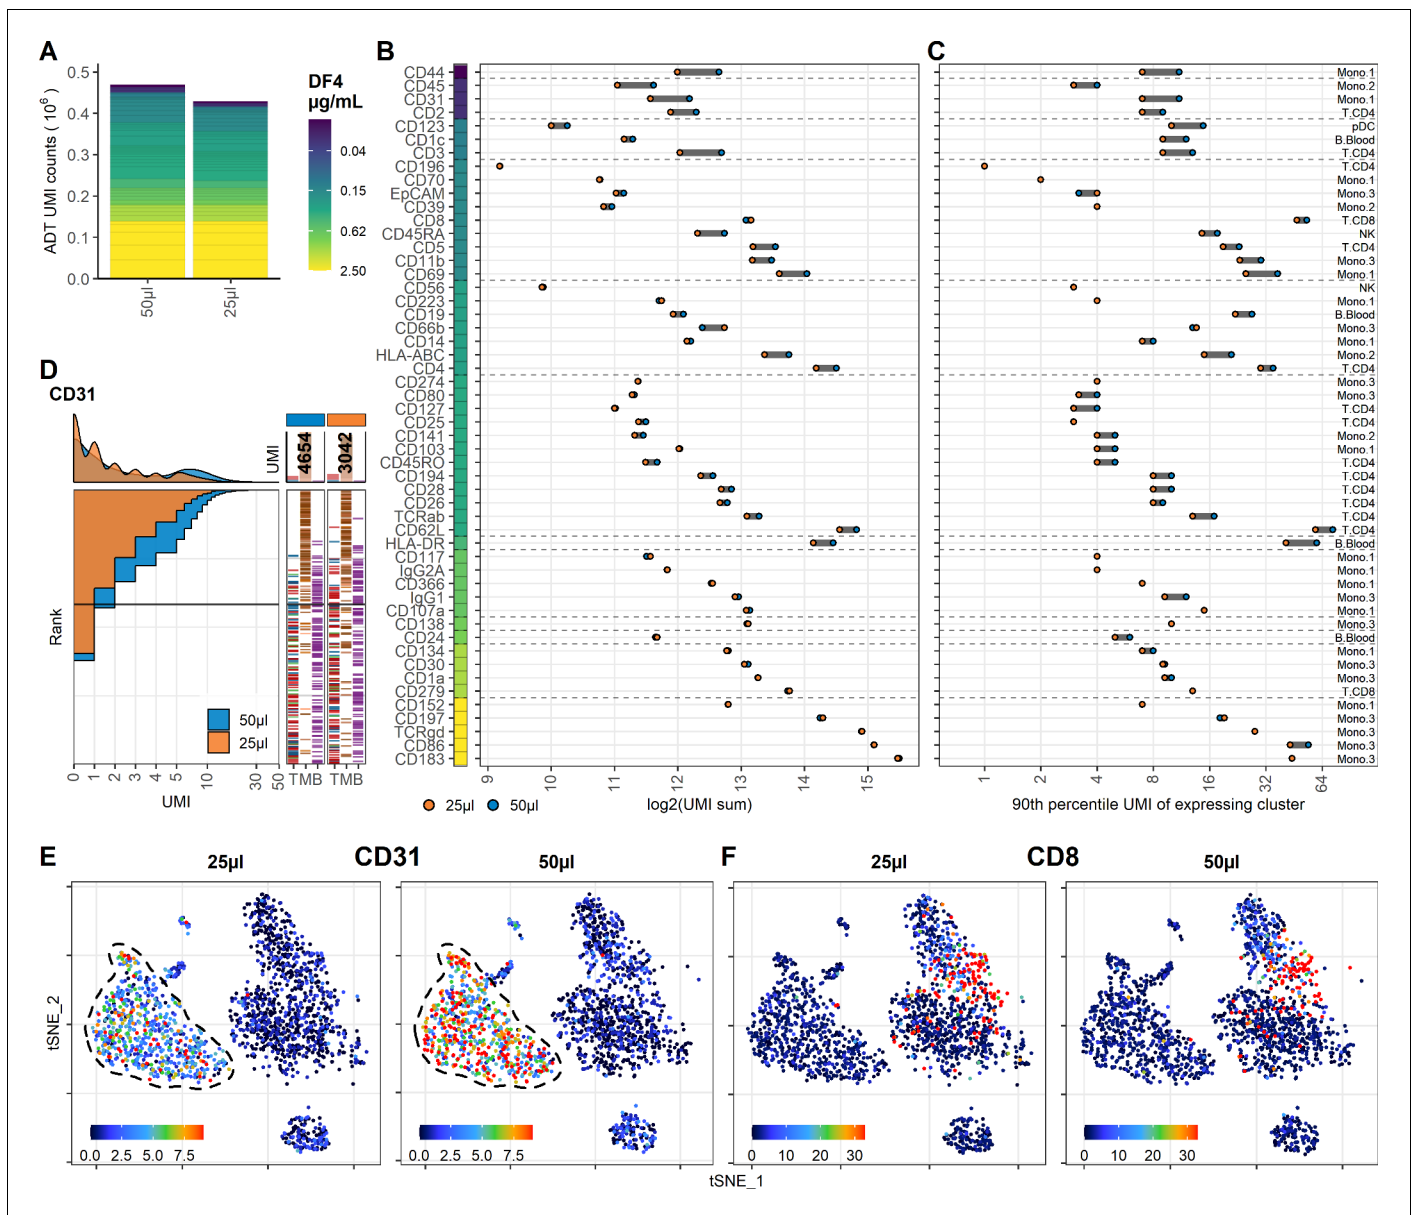 A
ADT UMI counts ( 10⁶ )
0.5
0.4
0.3
0.2
0.1
0.0
50µl
25µl
DF4
µg/mL
0.04
0.15
0.62
2.50
B
CD44
CD45
CD31
CD2
CD123
CD1c
CD3
CD196
CD70
EpCAM
CD39
CD8
CD45RA
CD5
CD11b
CD69
CD56
CD223
CD19
CD66b
CD14
HLA-ABC
CD4
CD274
CD80
CD127
CD25
CD141
CD103
CD45RO
CD194
CD28
CD26
TCRab
CD62L
HLA-DR
CD117
IgG2A
CD366
IgG1
CD107a
CD138
CD24
CD134
CD30
CD1a
CD279
CD152
CD197
TCRgd
CD86
CD183
9
10
11
12
13
14
15
25µl
50µl
log2(UMI sum)
C
Mono.1
Mono.2
Mono.1
T.CD4
pDC
B.Blood
T.CD4
T.CD4
Mono.1
Mono.3
Mono.2
T.CD8
NK
T.CD4
Mono.3
Mono.1
NK
Mono.1
B.Blood
Mono.3
Mono.1
Mono.2
T.CD4
Mono.3
Mono.3
T.CD4
T.CD4
Mono.2
Mono.1
T.CD4
T.CD4
T.CD4
T.CD4
T.CD4
T.CD4
B.Blood
Mono.1
Mono.1
Mono.1
Mono.3
Mono.1
Mono.3
B.Blood
Mono.1
Mono.3
Mono.3
T.CD8
Mono.1
Mono.3
Mono.3
Mono.3
Mono.3
1
2
4
8
16
32
64
90th percentile UMI of expressing cluster
D
CD31
UMI
4654
3042
Rank
50µl
25µl
0 1 2 3 4 5 10 30 50
UMI
TMB TMB
E
25µl
CD31
50µl
tSNE_2
0.0 2.5 5.0 7.5
0.0 2.5 5.0 7.5
F
25µl
CD8
50µl
0 10 20 30
0 10 20 30
tSNE_1